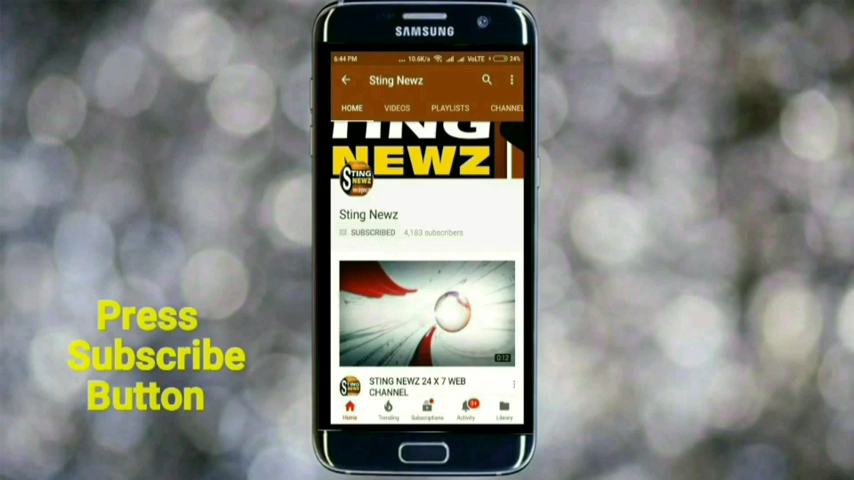 SAMSUNG
6:44 PM ... 10.6K/s VoLTE 24%
Sting Newz
HOME VIDEOS PLAYLISTS CHANNEL
STING
NEWZ
STING
NEWZ
Sting Newz
SUBSCRIBED 4,183 subscribers
0:12
STING NEWZ 24 X 7 WEB
CHANNEL
Home Trending Subscriptions Activity Library
9+
Press
Subscribe
Button